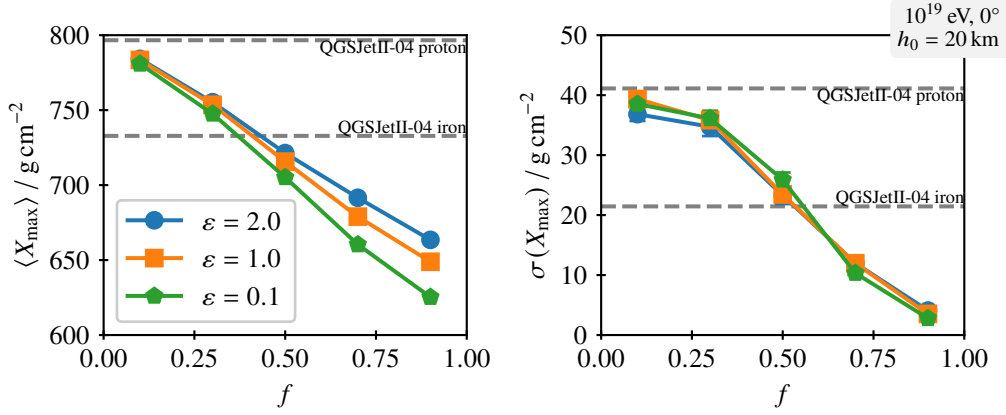 10¹⁹ eV, 0°
h₀ = 20 km
800
750
700
650
600
⟨X_max⟩ / g cm⁻²
QGSJetII-04 proton
QGSJetII-04 iron
ε = 2.0
ε = 1.0
ε = 0.1
0.00 0.25 0.50 0.75 1.00
f
50
40
30
20
10
0
σ(X_max) / g cm⁻²
QGSJetII-04 proton
QGSJetII-04 iron
0.00 0.25 0.50 0.75 1.00
f